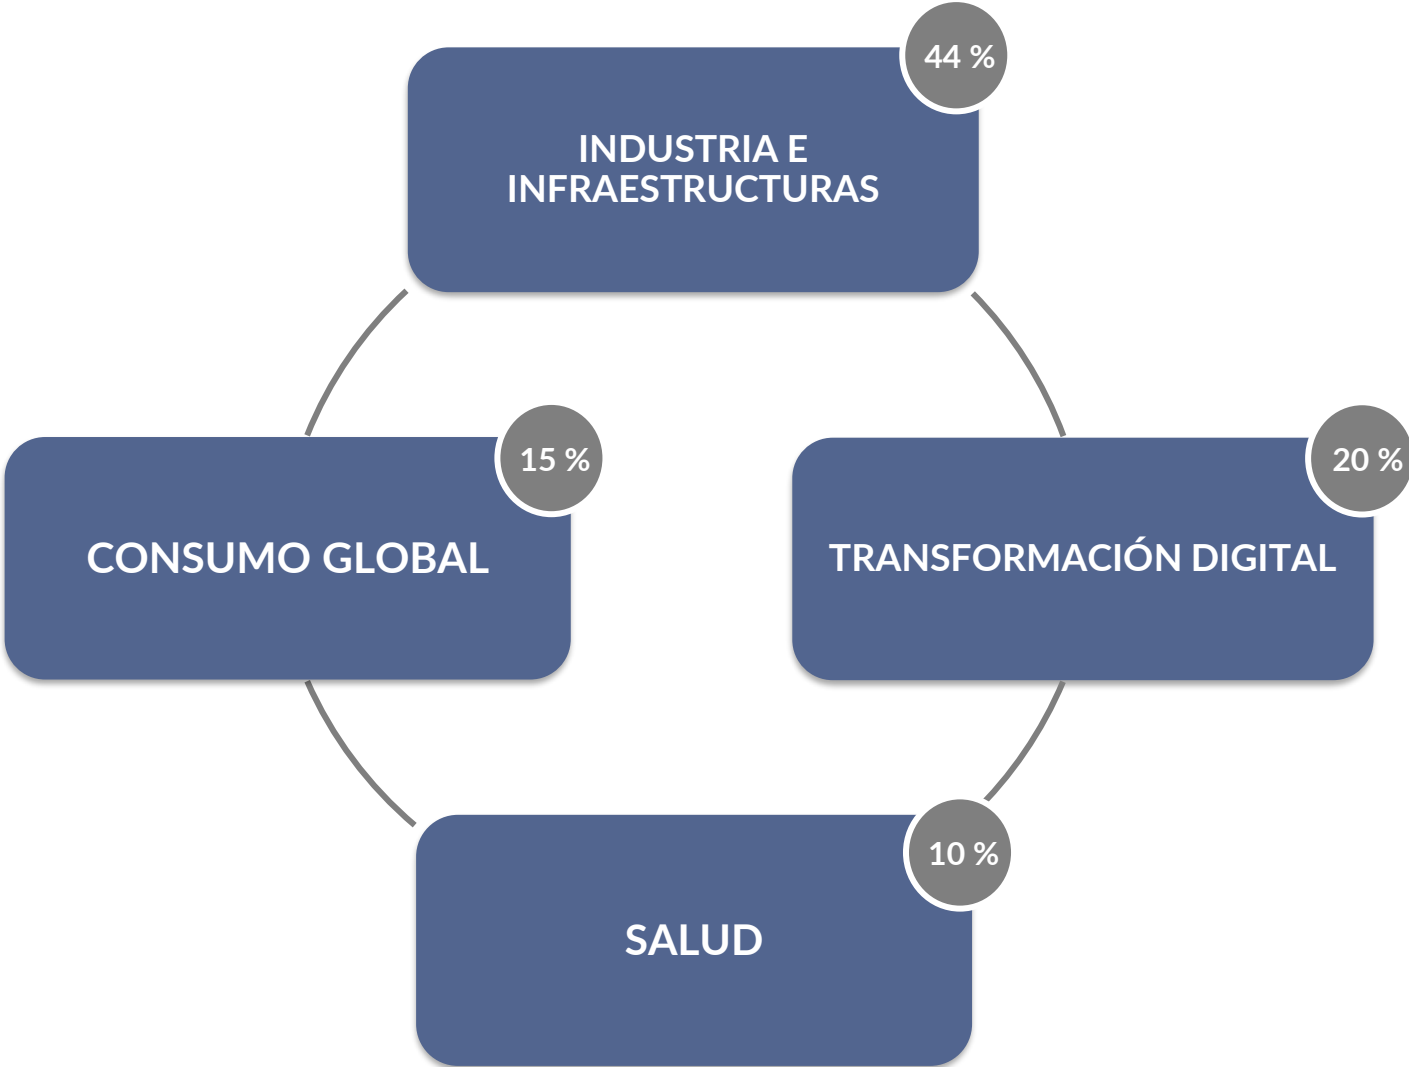 44 %
INDUSTRIA E
INFRAESTRUCTURAS
15 %
CONSUMO GLOBAL
20 %
TRANSFORMACIÓN DIGITAL
10 %
SALUD